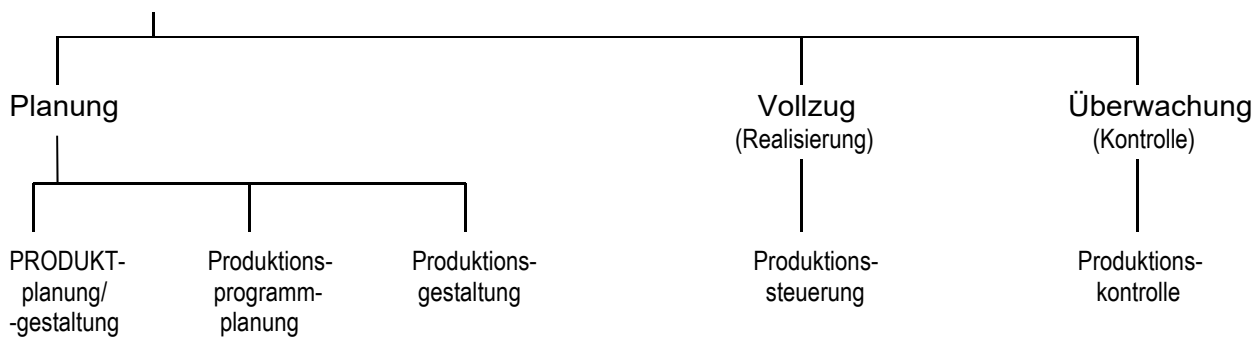 Planung
Vollzug
(Realisierung)
Überwachung
(Kontrolle)
PRODUKT-
planung/
-gestaltung
Produktions-
programm-
planung
Produktions-
gestaltung
Produktions-
steuerung
Produktions-
kontrolle